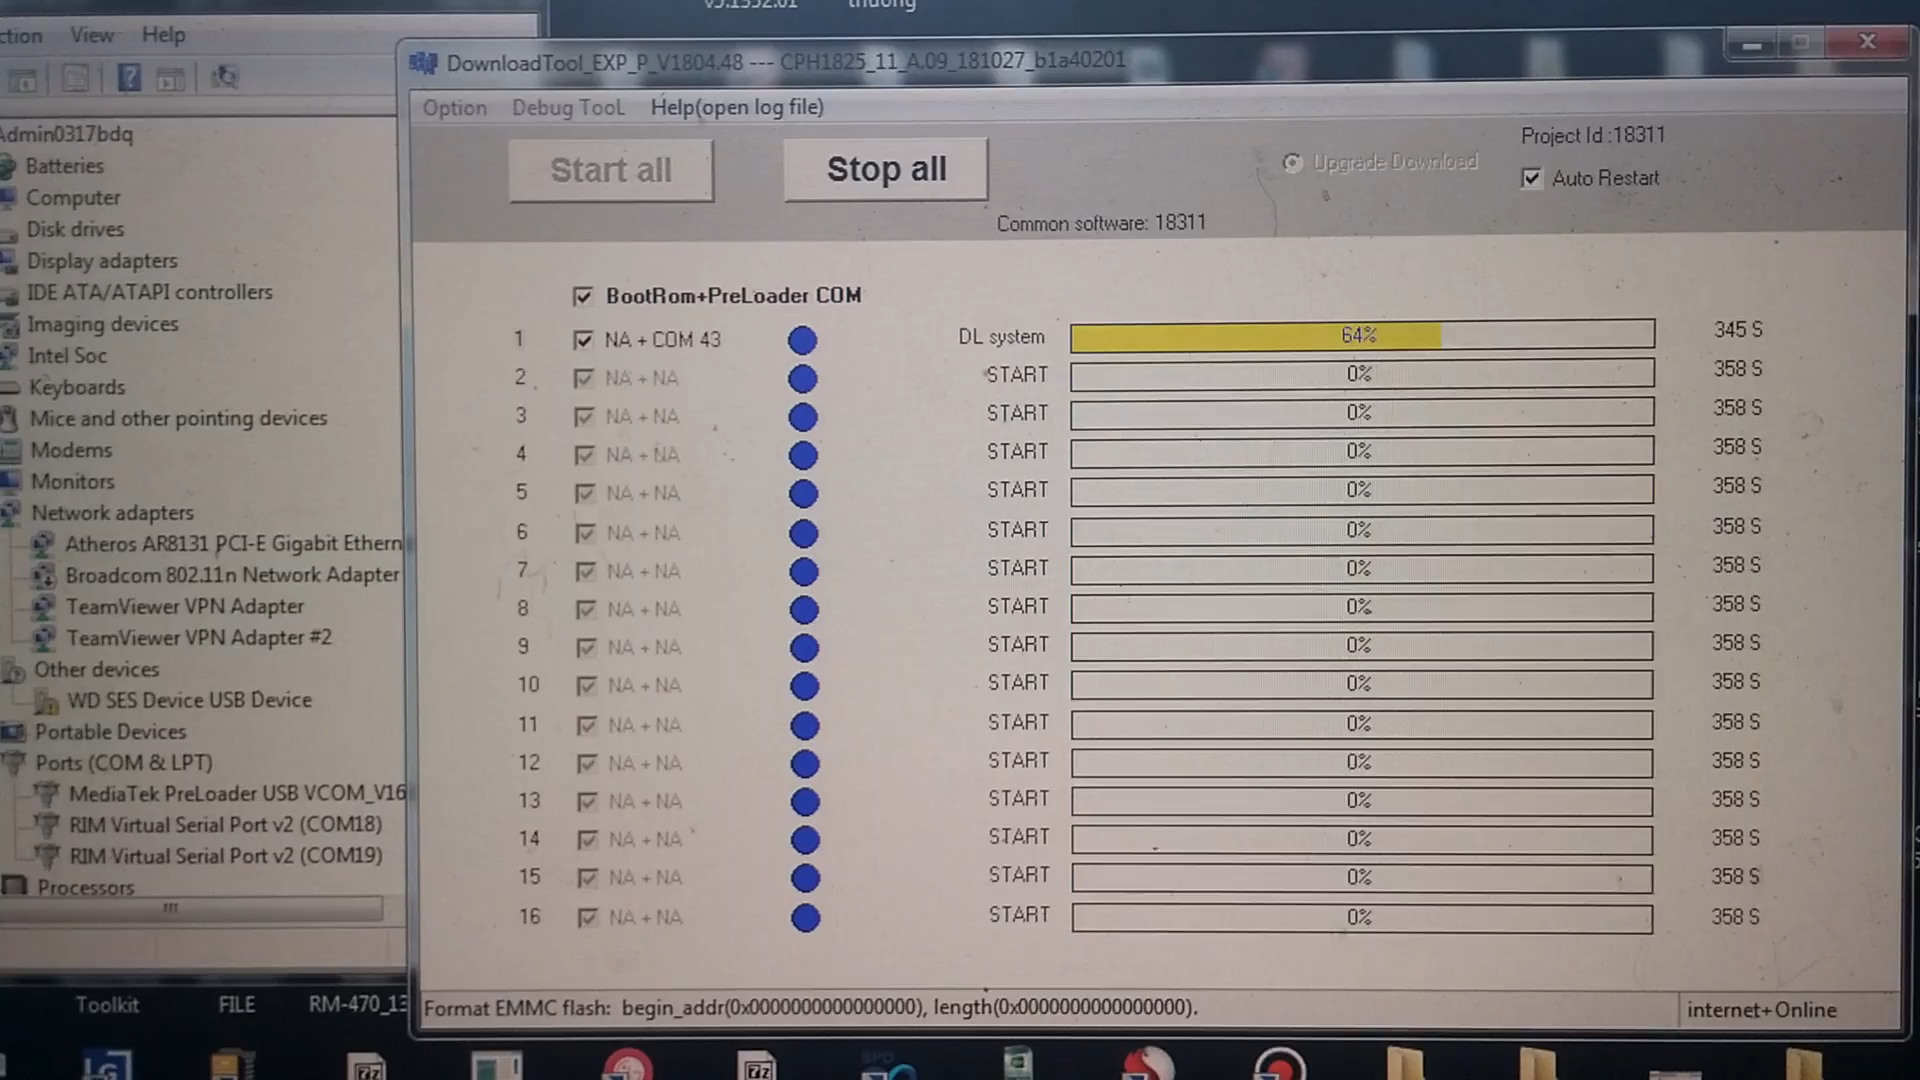 v5.1352.01 thuong
ction View Help
DownloadTool_EXP_P_V1804.48 --- CPH1825_11_A.09_181027_b1a40201
Option Debug TooL Help(open log file)
Start all
Stop all
Upgrade Download
Project Id :18311
Auto Restart
Common software: 18311
Admin0317bdq
Batteries
Computer
Disk drives
Display adapters
IDE ATA/ATAPI controllers
Imaging devices
Intel Soc
Keyboards
Mice and other pointing devices
Modems
Monitors
Network adapters
Atheros AR8131 PCI-E Gigabit Ethern
Broadcom 802.11n Network Adapter
TeamViewer VPN Adapter
TeamViewer VPN Adapter #2
Other devices
WD SES Device USB Device
Portable Devices
Ports (COM & LPT)
MediaTek PreLoader USB VCOM_V16
RIM Virtual Serial Port v2 (COM18)
RIM Virtual Serial Port v2 (COM19)
Processors
BootRom+PreLoader COM
1 NA + COM 43 DL system 64% 345 S
2 NA + NA START 0% 358 S
3 NA + NA START 0% 358 S
4 NA + NA START 0% 358 S
5 NA + NA START 0% 358 S
6 NA + NA START 0% 358 S
7 NA + NA START 0% 358 S
8 NA + NA START 0% 358 S
9 NA + NA START 0% 358 S
10 NA + NA START 0% 358 S
11 NA + NA START 0% 358 S
12 NA + NA START 0% 358 S
13 NA + NA START 0% 358 S
14 NA + NA START 0% 358 S
15 NA + NA START 0% 358 S
16 NA + NA START 0% 358 S
Format EMMC flash: begin_addr(0x0000000000000000), length(0x0000000000000000).
internet+Online
Toolkit FILE RM-470_13
LG 7z 7z SPD